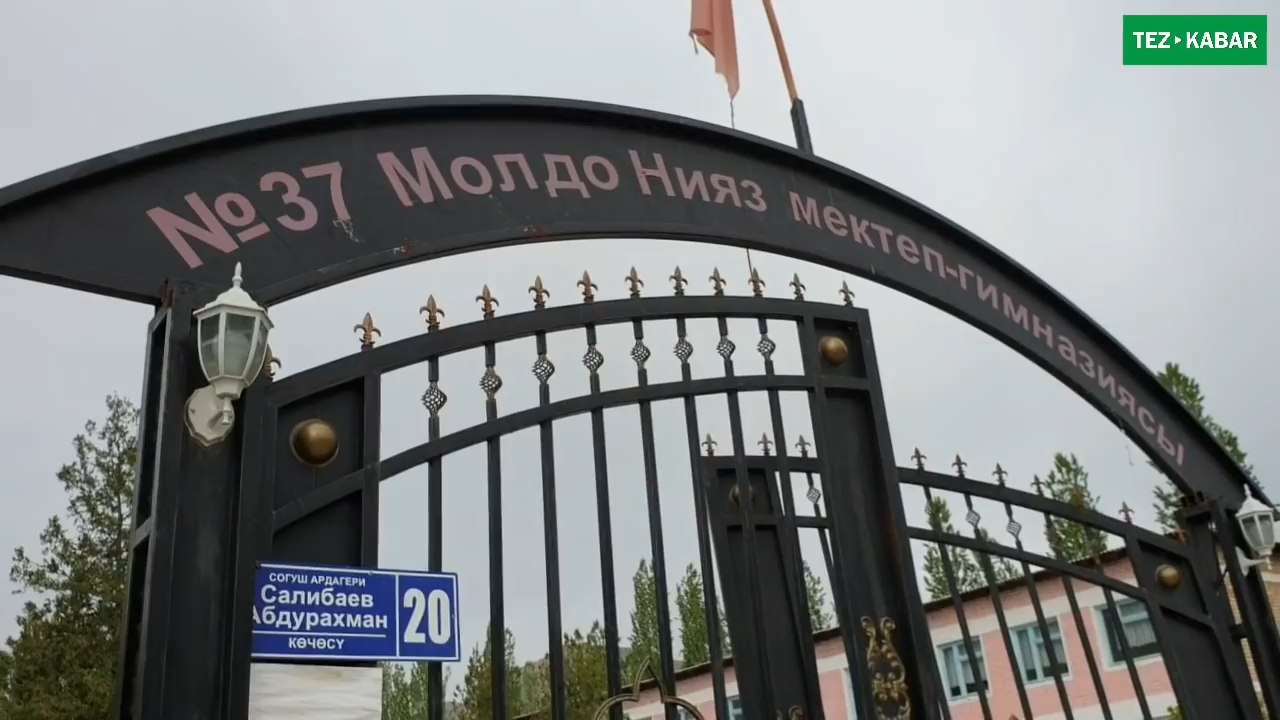 TEZ KABAR
№37 Молдо Нияз мектеп-гимназиясы
СОГУШ АРДАГЕРИ
Салибаев
Абдурахман
КӨЧӨСҮ
20